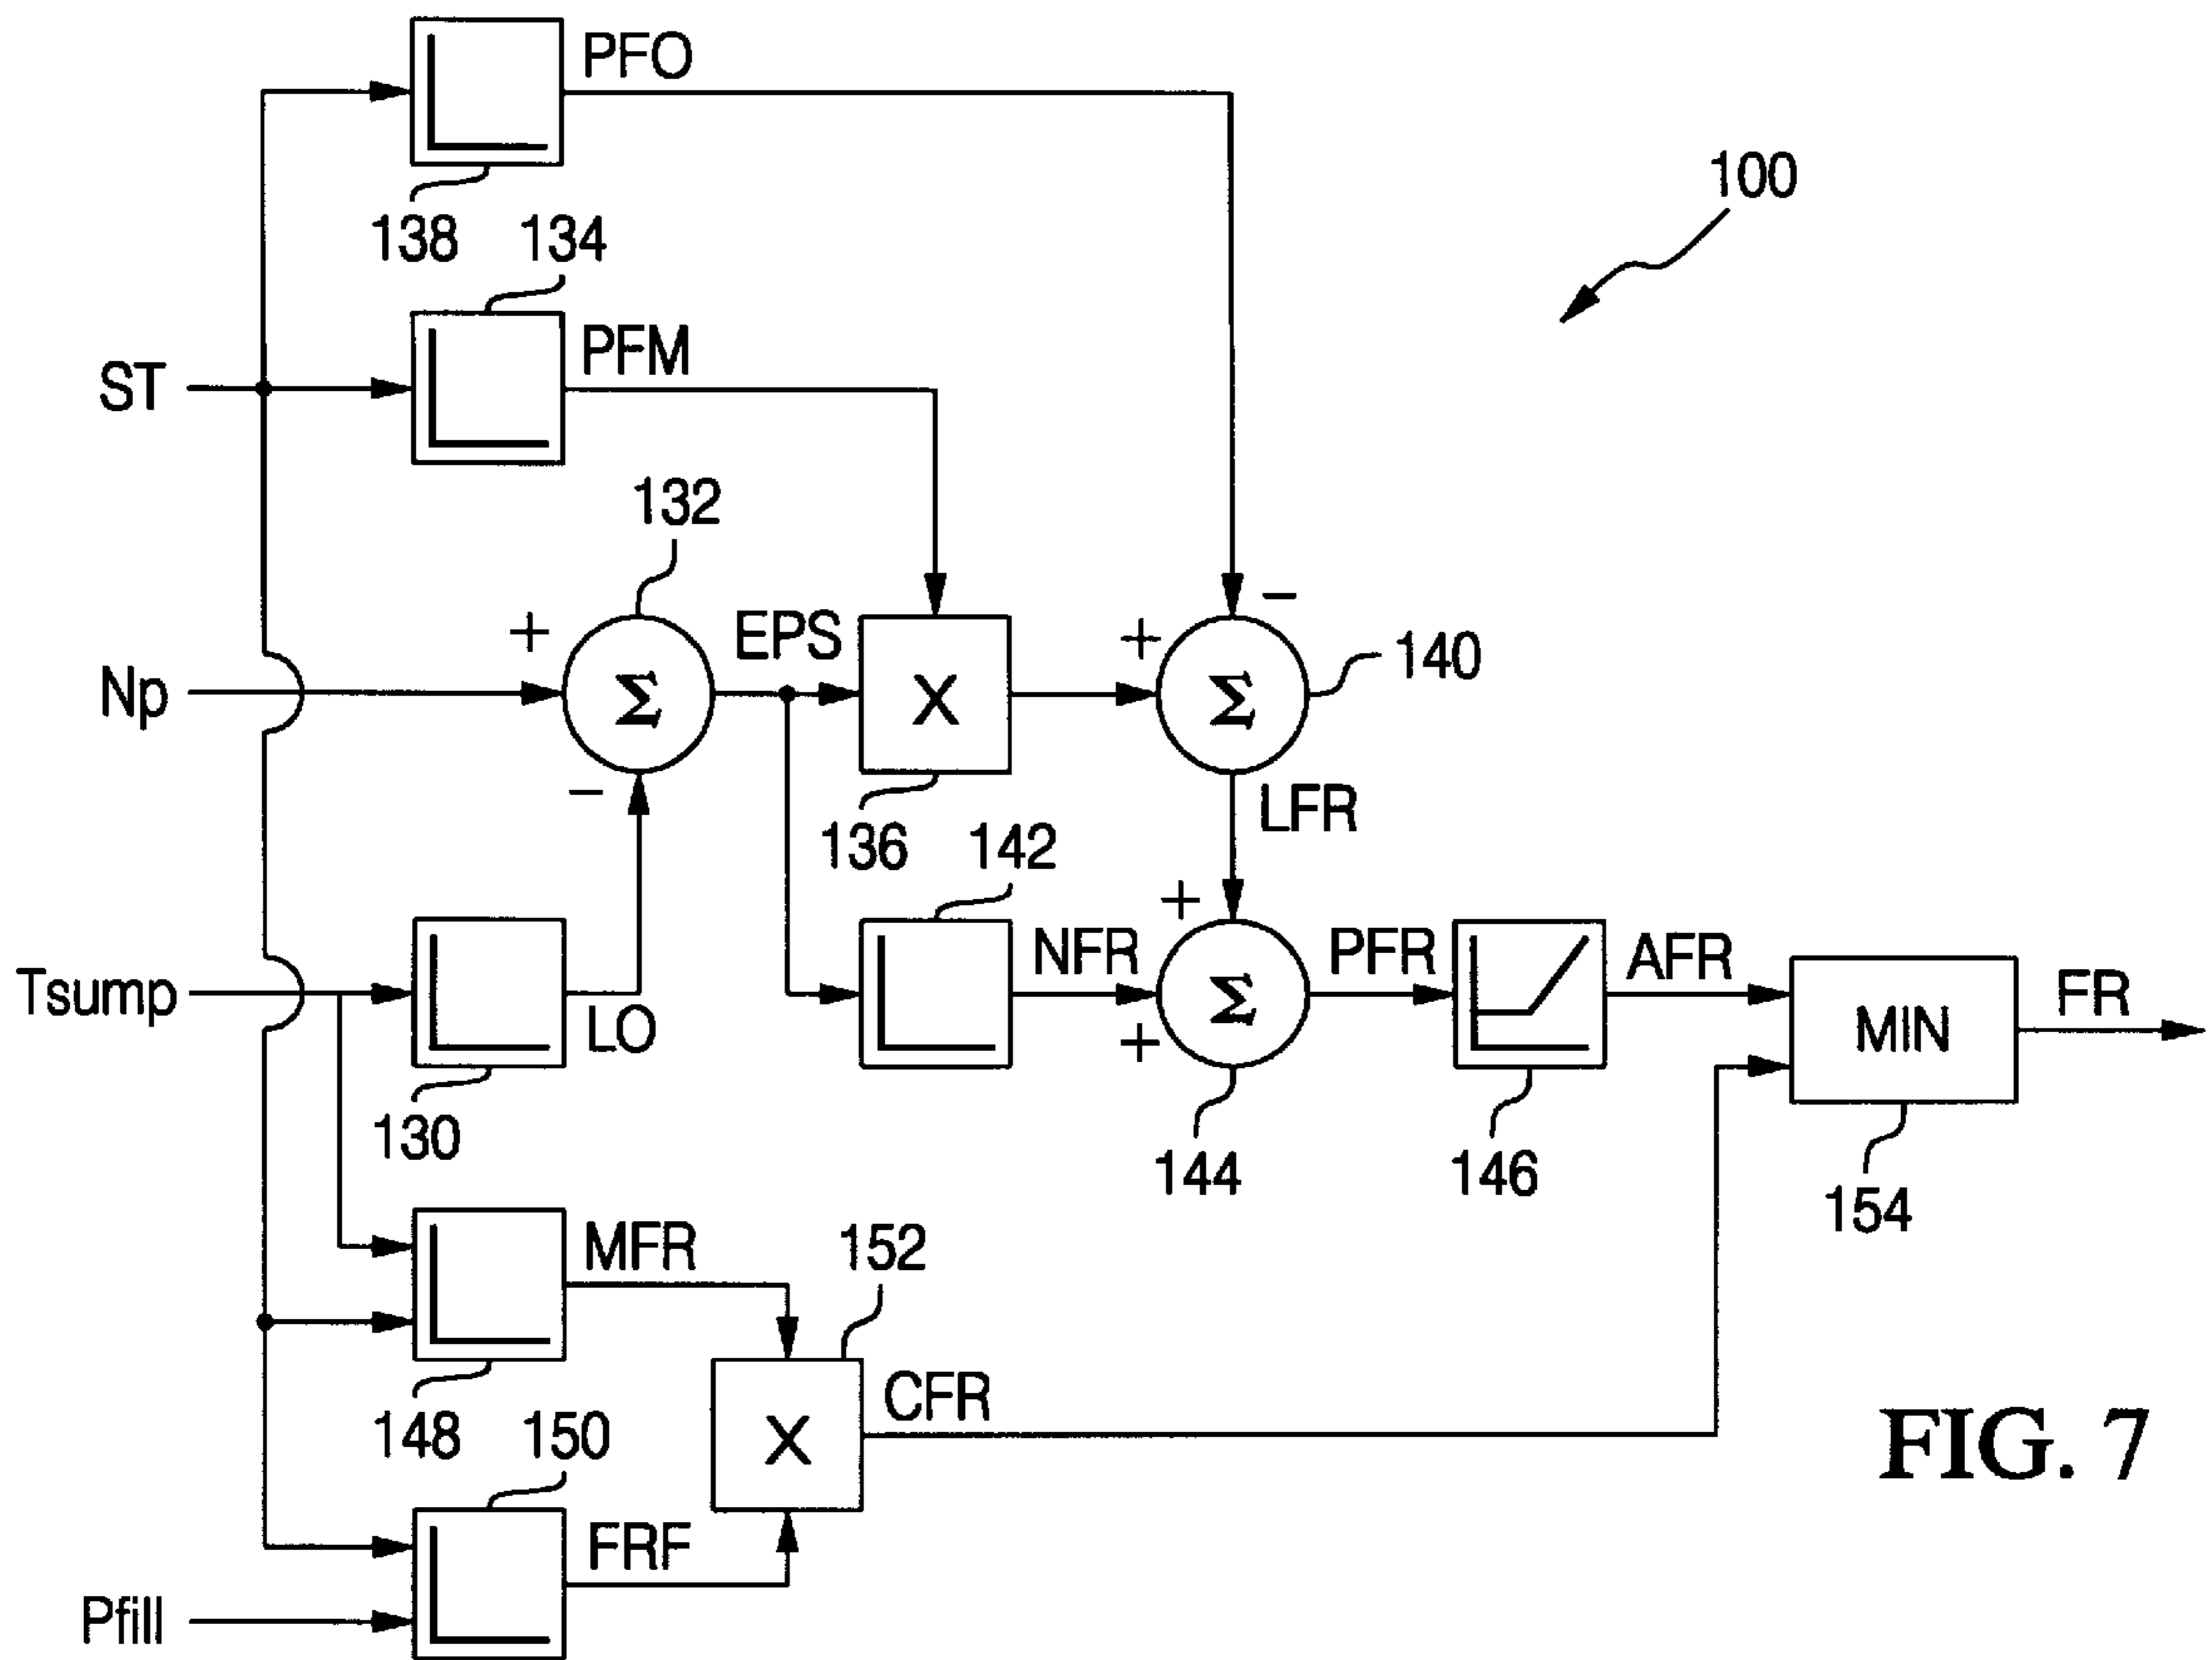 PFO
100
138
134
PFM
ST
132
+
EPS
+
−
140
Np
Σ
X
Σ
−
136
142
LFR
+
NFR
PFR
AFR
Tsump
LO
+
Σ
MIN
FR
130
144
146
154
MFR
152
148
150
X
CFR
FRF
Pfill
FIG. 7